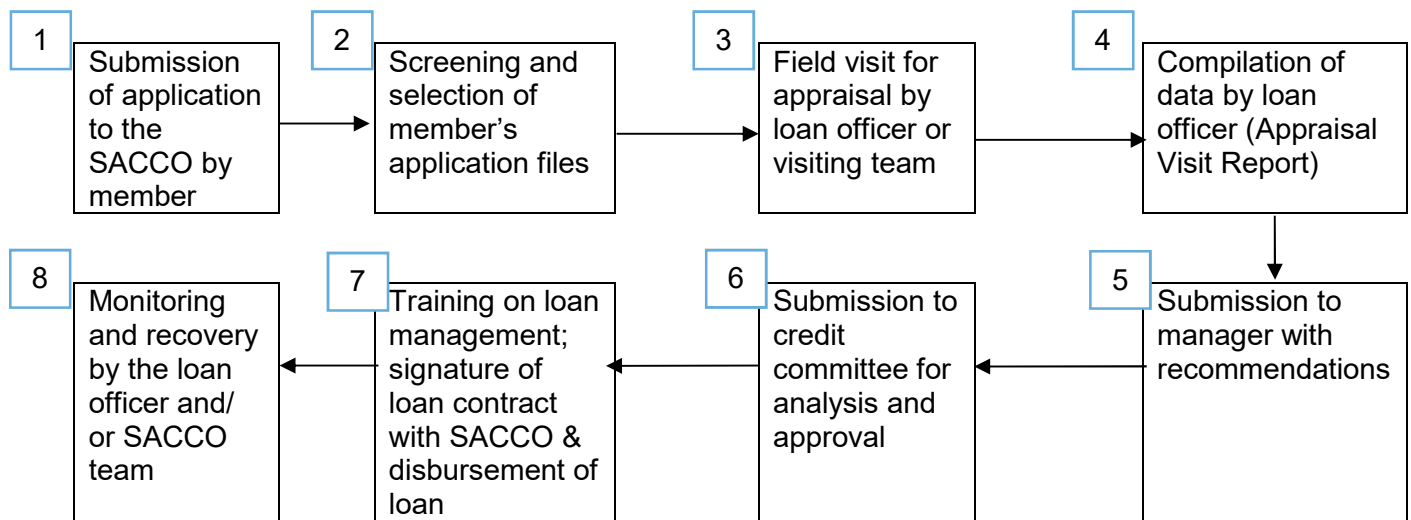 1
Submission
of application
to the
SACCO by
member
2
Screening and
selection of
member’s
application files
3
Field visit for
appraisal by
loan officer or
visiting team
4
Compilation of
data by loan
officer (Appraisal
Visit Report)
5
Submission to
manager with
recommendations
6
Submission to
credit
committee for
analysis and
approval
7
Training on loan
management;
signature of
loan contract
with SACCO &
disbursement of
loan
8
Monitoring
and recovery
by the loan
officer and/
or SACCO
team